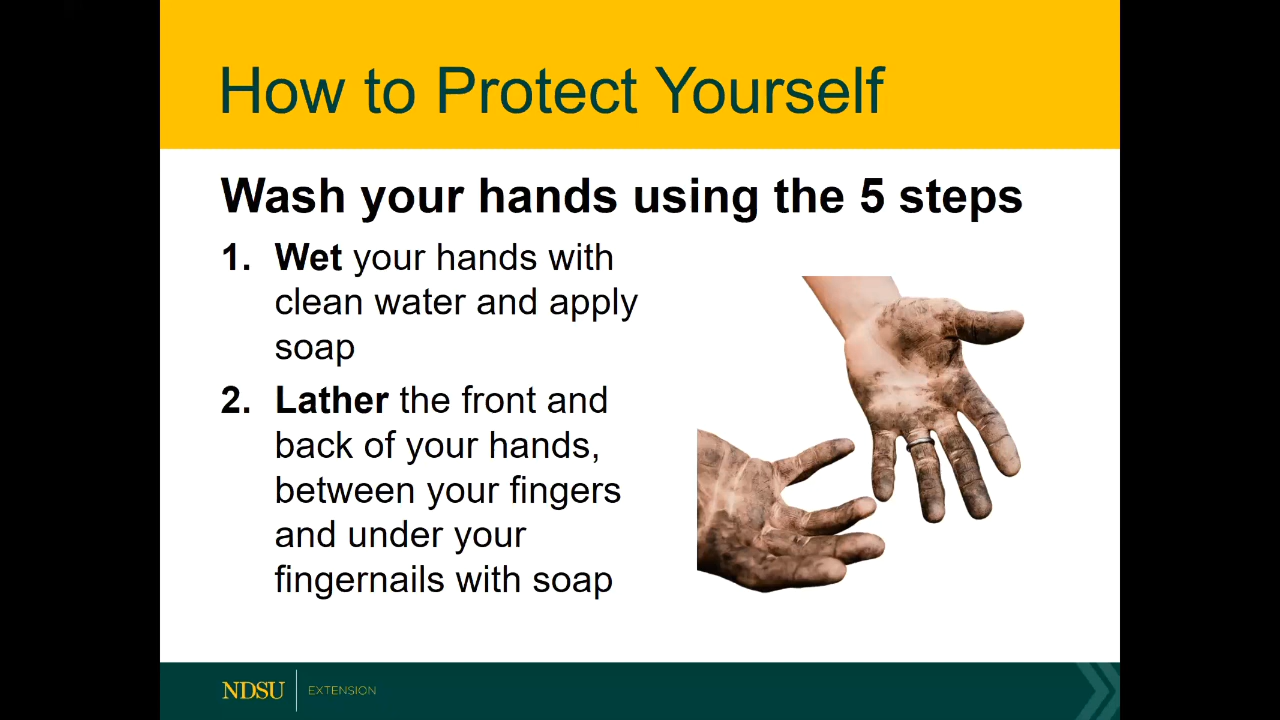 How to Protect Yourself
Wash your hands using the 5 steps
1. Wet your hands with
clean water and apply
soap
2. Lather the front and
back of your hands,
between your fingers
and under your
fingernails with soap
NDSU EXTENSION